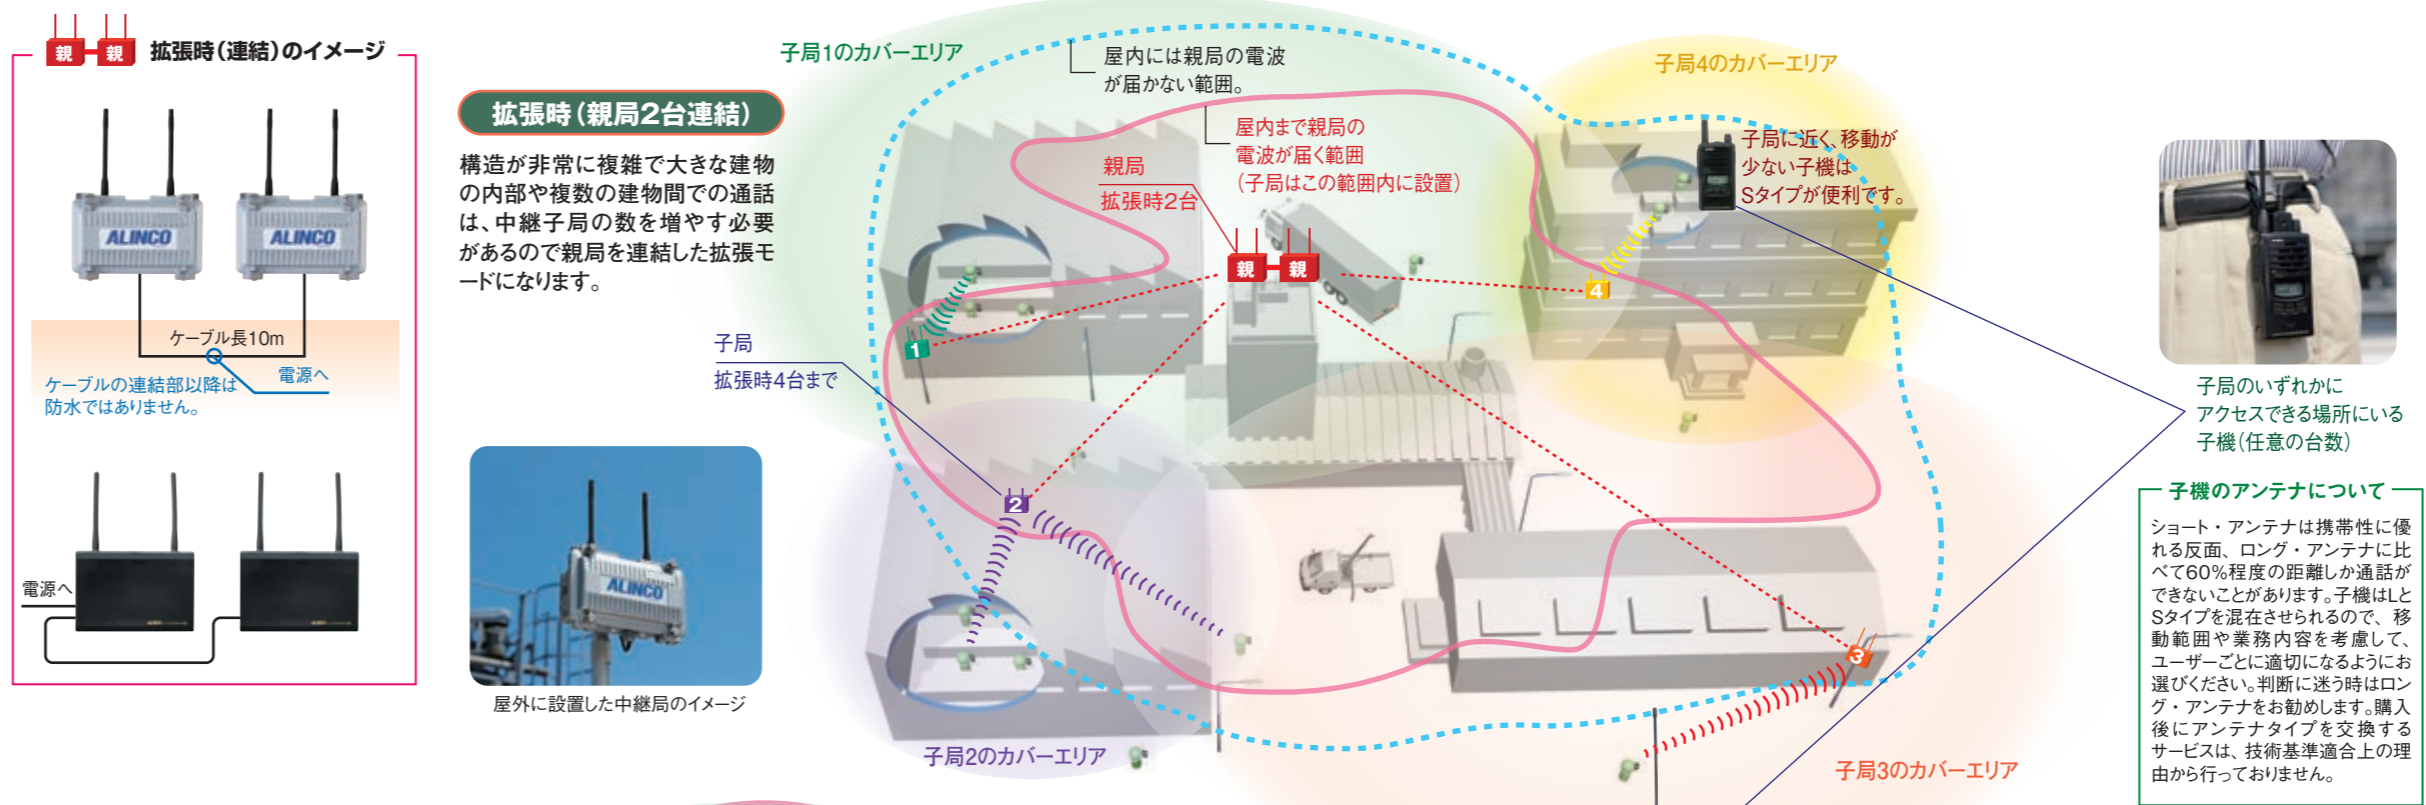 親 親 拡張時(連結)のイメージ
ALINCO ALINCO
ケーブル長10m
電源へ
ケーブルの連結部以降は
防水ではありません。
電源へ
拡張時(親局2台連結)
構造が非常に複雑で大きな建物
の内部や複数の建物間での通話
は、中継子局の数を増やす必要
があるので親局を連結した拡張モ
ードになります。
ALINCO
屋外に設置した中継局のイメージ
子局1のカバーエリア
屋内には親局の電波
が届かない範囲。
屋内まで親局の
電波が届く範囲
(子局はこの範囲内に設置)
親局
拡張時2台
親 親
子局4のカバーエリア
子局に近く、移動が
少ない子機は
Sタイプが便利です。
4
1
子局
拡張時4台まで
2
3
子局2のカバーエリア
子局3のカバーエリア
子局のいずれかに
アクセスできる場所にいる
子機(任意の台数)
子機のアンテナについて
ショート・アンテナは携帯性に優
れる反面、ロング・アンテナに比
べて60%程度の距離しか通話が
できないことがあります。子機はLと
Sタイプを混在させられるので、移
動範囲や業務内容を考慮して、
ユーザーごとに適切になるようにお
選びください。判断に迷う時はロン
グ・アンテナをお勧めします。購入
後にアンテナタイプを交換する
サービスは、技術基準適合上の理
由から行っておりません。